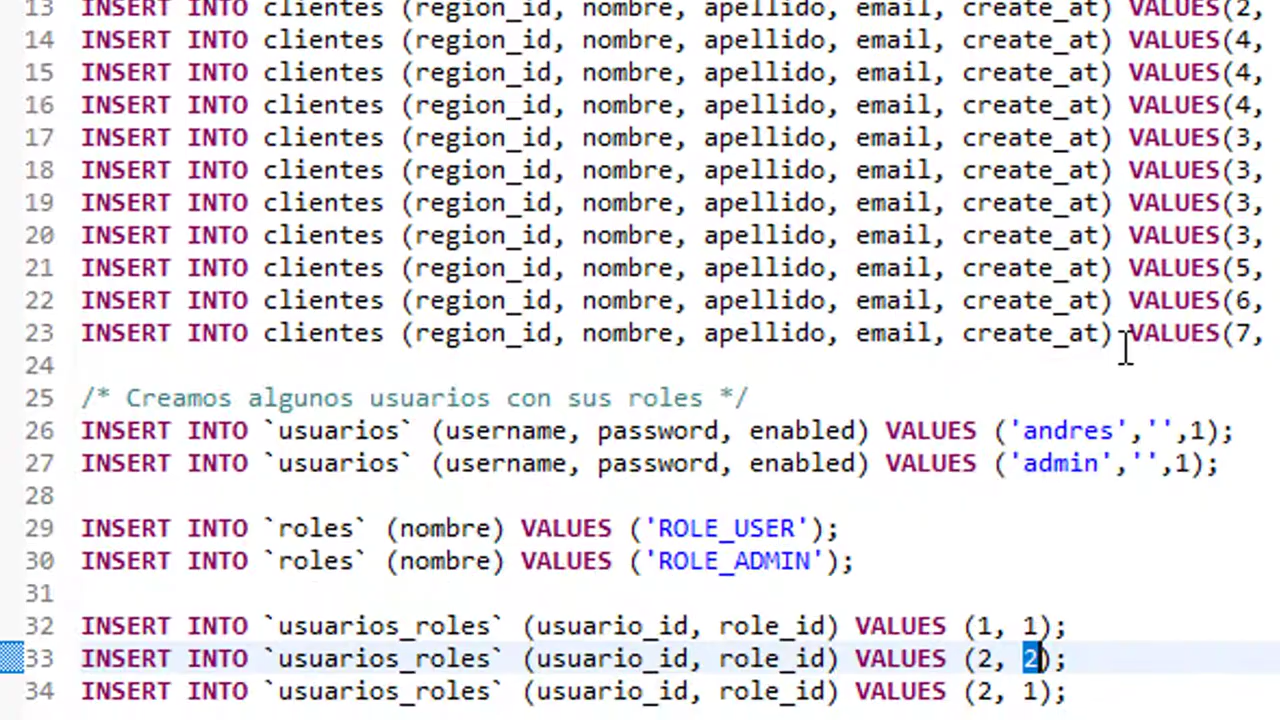 13 INSERT INTO clientes (region_id, nombre, apellido, email, create_at) VALUES(2,
14 INSERT INTO clientes (region_id, nombre, apellido, email, create_at) VALUES(4,
15 INSERT INTO clientes (region_id, nombre, apellido, email, create_at) VALUES(4,
16 INSERT INTO clientes (region_id, nombre, apellido, email, create_at) VALUES(4,
17 INSERT INTO clientes (region_id, nombre, apellido, email, create_at) VALUES(3,
18 INSERT INTO clientes (region_id, nombre, apellido, email, create_at) VALUES(3,
19 INSERT INTO clientes (region_id, nombre, apellido, email, create_at) VALUES(3,
20 INSERT INTO clientes (region_id, nombre, apellido, email, create_at) VALUES(3,
21 INSERT INTO clientes (region_id, nombre, apellido, email, create_at) VALUES(5,
22 INSERT INTO clientes (region_id, nombre, apellido, email, create_at) VALUES(6,
23 INSERT INTO clientes (region_id, nombre, apellido, email, create_at) VALUES(7,
24
25 /* Creamos algunos usuarios con sus roles */
26 INSERT INTO `usuarios` (username, password, enabled) VALUES ('andres','',1);
27 INSERT INTO `usuarios` (username, password, enabled) VALUES ('admin','',1);
28
29 INSERT INTO `roles` (nombre) VALUES ('ROLE_USER');
30 INSERT INTO `roles` (nombre) VALUES ('ROLE_ADMIN');
31
32 INSERT INTO `usuarios_roles` (usuario_id, role_id) VALUES (1, 1);
33 INSERT INTO `usuarios_roles` (usuario_id, role_id) VALUES (2, 2);
34 INSERT INTO `usuarios_roles` (usuario_id, role_id) VALUES (2, 1);